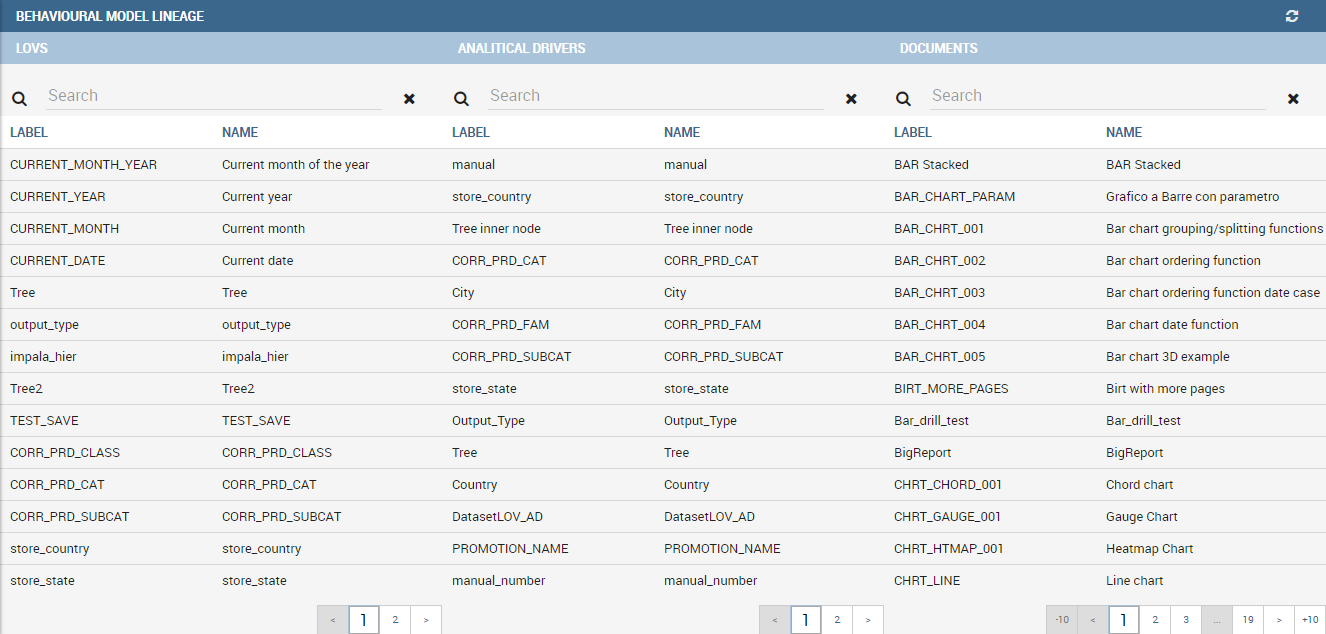 BEHAVIOURAL MODEL LINEAGE
LOVS ANALITICAL DRIVERS DOCUMENTS
Search Search Search
LABEL NAME LABEL NAME LABEL NAME
CURRENT_MONTH_YEAR Current month of the year manual manual BAR Stacked BAR Stacked
CURRENT_YEAR Current year store_country store_country BAR_CHART_PARAM Grafico a Barre con parametro
CURRENT_MONTH Current month Tree inner node Tree inner node BAR_CHRT_001 Bar chart grouping/splitting functions
CURRENT_DATE Current date CORR_PRD_CAT CORR_PRD_CAT BAR_CHRT_002 Bar chart ordering function
Tree Tree City City BAR_CHRT_003 Bar chart ordering function date case
output_type output_type CORR_PRD_FAM CORR_PRD_FAM BAR_CHRT_004 Bar chart date function
impala_hier impala_hier CORR_PRD_SUBCAT CORR_PRD_SUBCAT BAR_CHRT_005 Bar chart 3D example
Tree2 Tree2 store_state store_state BIRT_MORE_PAGES Birt with more pages
TEST_SAVE TEST_SAVE Output_Type Output_Type Bar_drill_test Bar_drill_test
CORR_PRD_CLASS CORR_PRD_CLASS Tree Tree BigReport BigReport
CORR_PRD_CAT CORR_PRD_CAT Country Country CHRT_CHORD_001 Chord chart
CORR_PRD_SUBCAT CORR_PRD_SUBCAT DatasetLOV_AD DatasetLOV_AD CHRT_GAUGE_001 Gauge Chart
store_country store_country PROMOTION_NAME PROMOTION_NAME CHRT_HTMAP_001 Heatmap Chart
store_state store_state manual_number manual_number CHRT_LINE Line chart
< 1 2 > < 1 2 > -10 < 1 2 3 ... 19 > +10